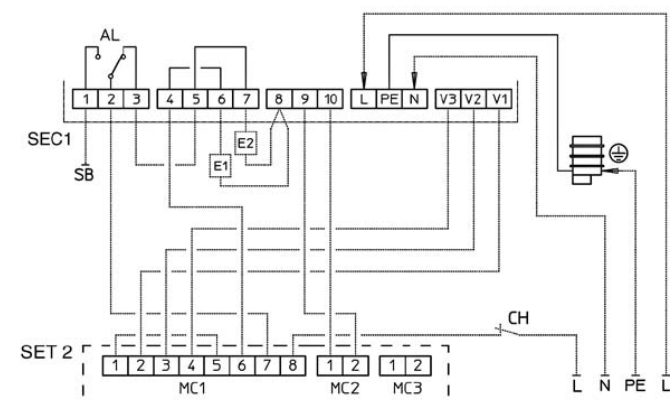 AL
1 2 3 4 5 6 7 8 9 10 L PE N V3 V2 V1
SEC1
E2
E1
SB
CH
SET 2
1 2 3 4 5 6 7 8 1 2 1 2
MC1 MC2 MC3
L N PE L